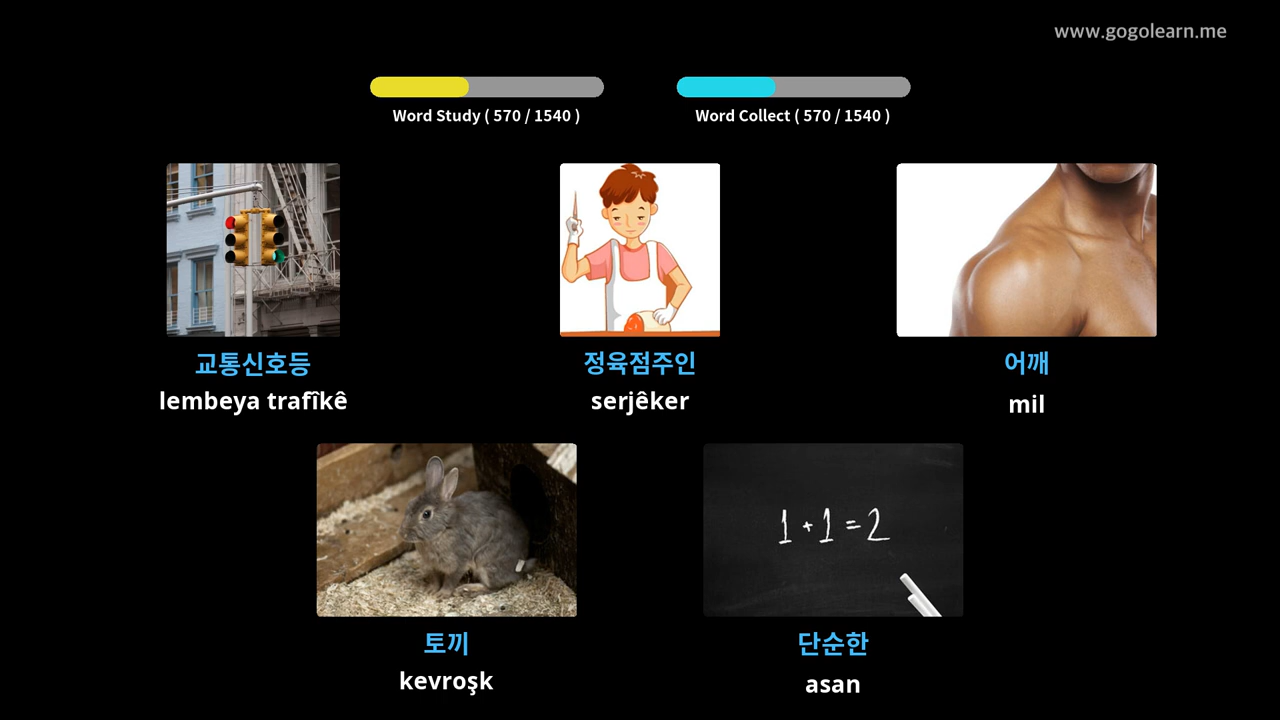 www.gogolearn.me
Word Study ( 570 / 1540 )
Word Collect ( 570 / 1540 )
교통신호등
lembeya trafîkê
정육점주인
serjêker
어깨
mil
1 + 1 = 2
토끼
kevroşk
단순한
asan